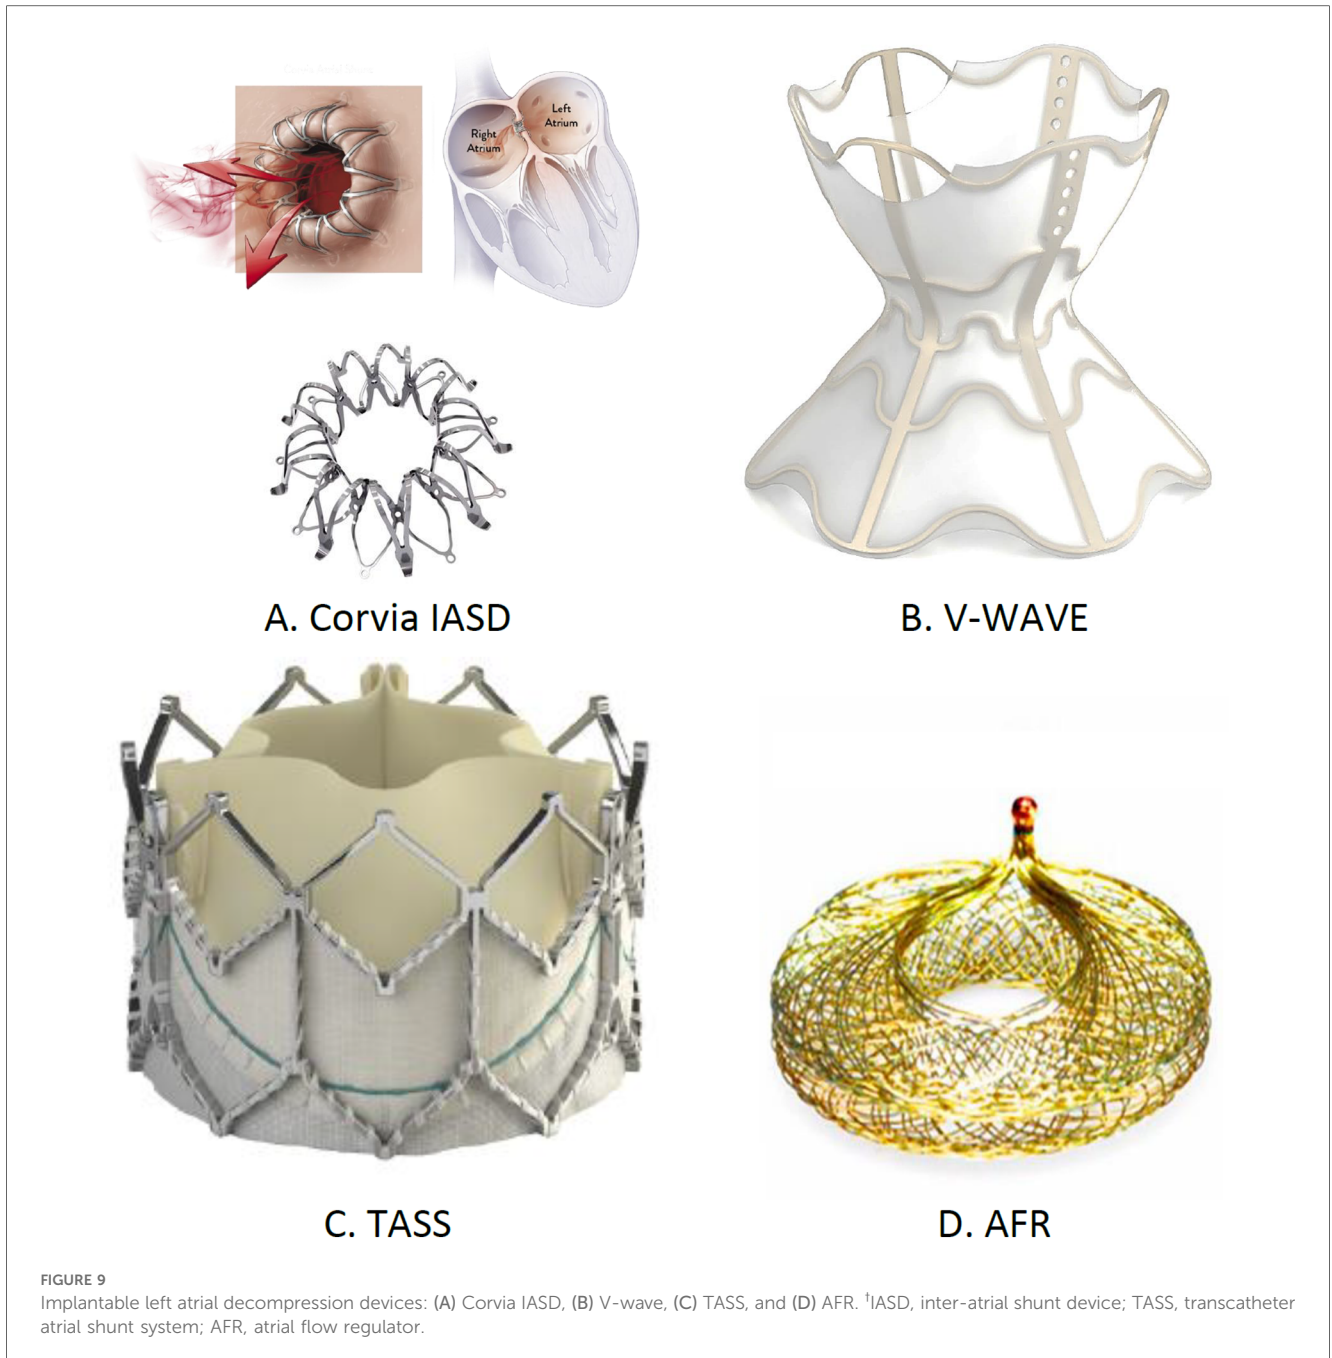 Right
Atrium
Left
Atrium
A. Corvia IASD
B. V-WAVE
C. TASS
D. AFR
FIGURE 9
Implantable left atrial decompression devices: (A) Corvia IASD, (B) V-wave, (C) TASS, and (D) AFR. †IASD, inter-atrial shunt device; TASS, transcatheter
atrial shunt system; AFR, atrial flow regulator.